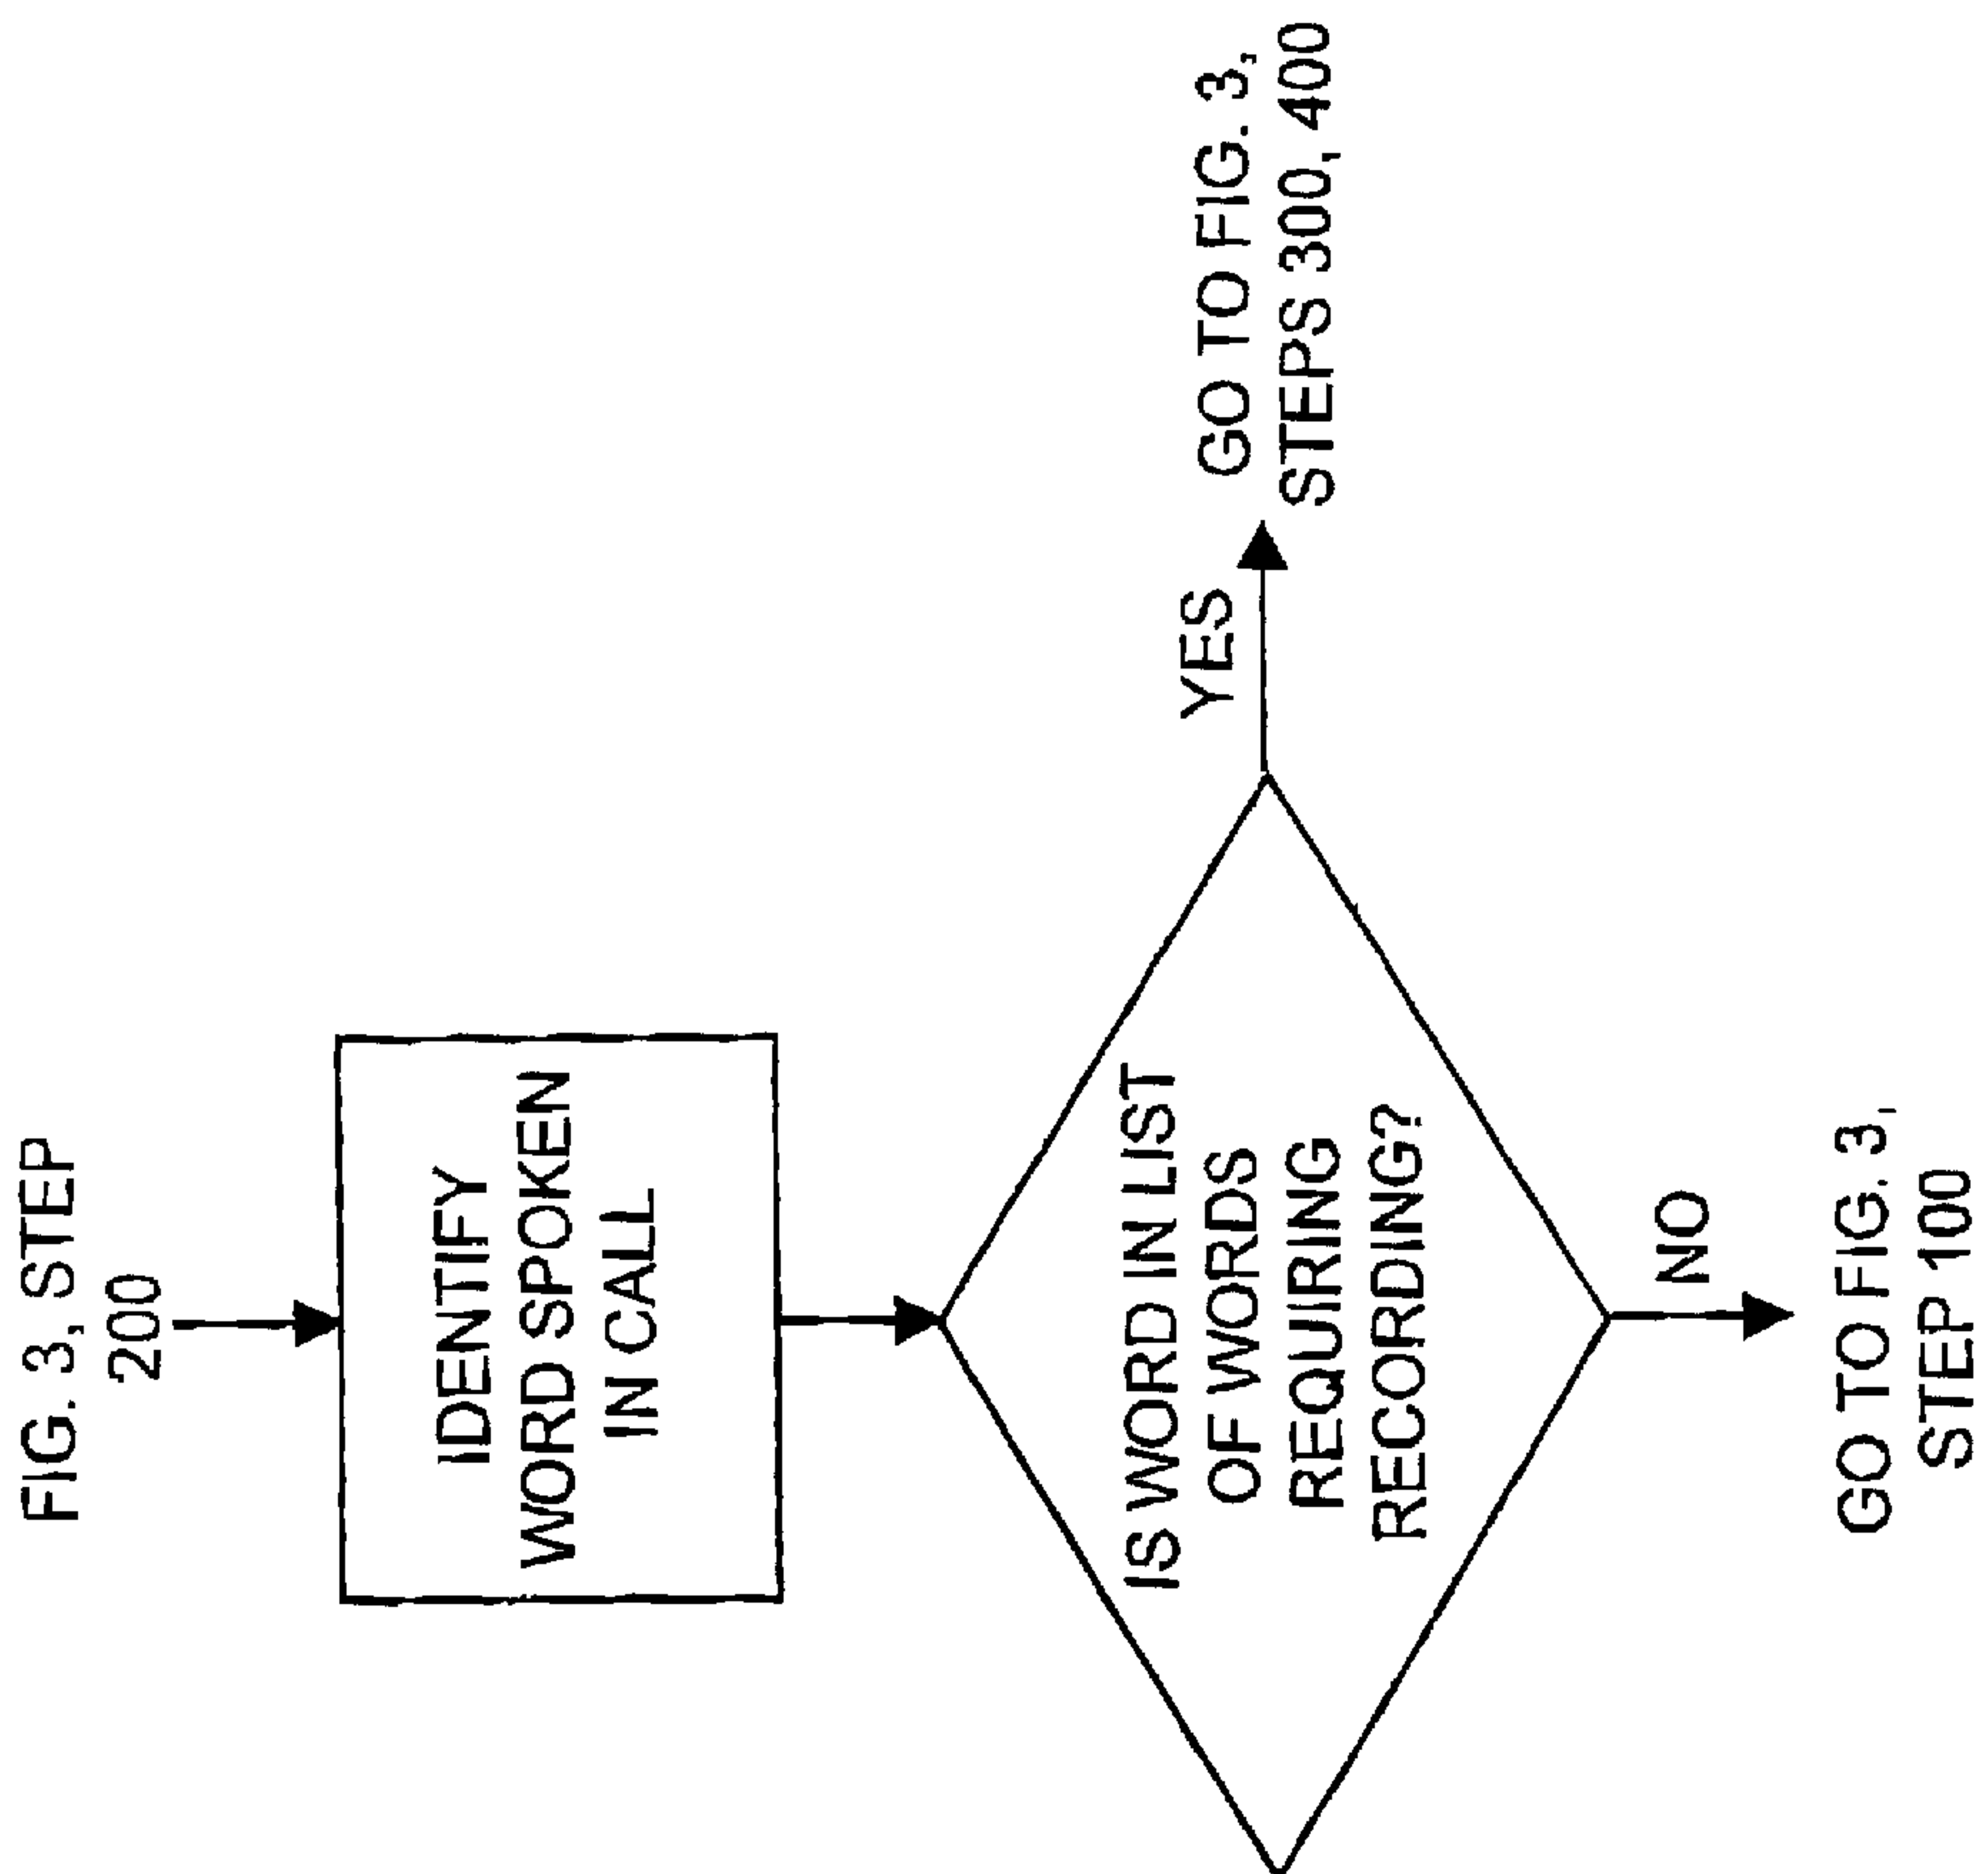 FIG. 3, STEP
200
IDENTIFY
WORD SPOKEN
IN CALL
IS WORD IN LIST
OF WORDS
REQUIRING
RECORDING?
YES
GO TO FIG. 3,
STEPS 300, 400
NO
GO TO FIG. 3,
STEP 100